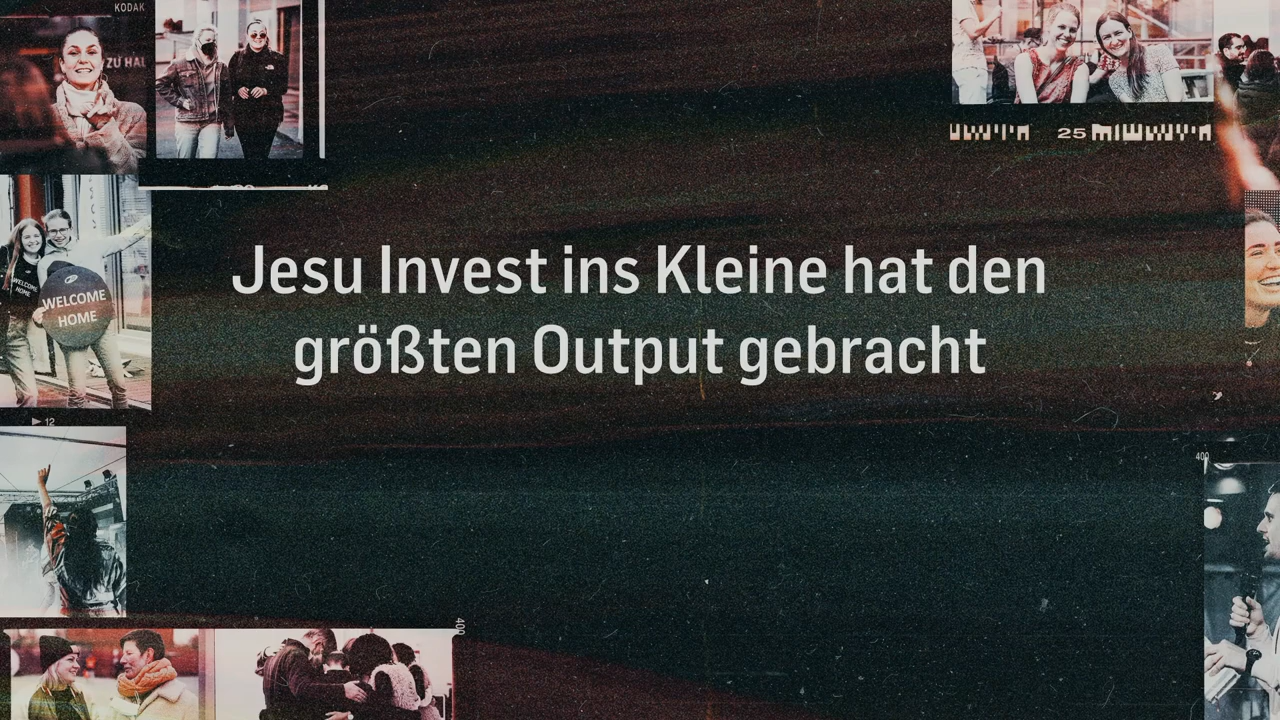 KODAK
ZU HAL
25
WELCOME
HOME
WELCOME
HOME
Jesu Invest ins Kleine hat den
größten Output gebracht
12
400
400